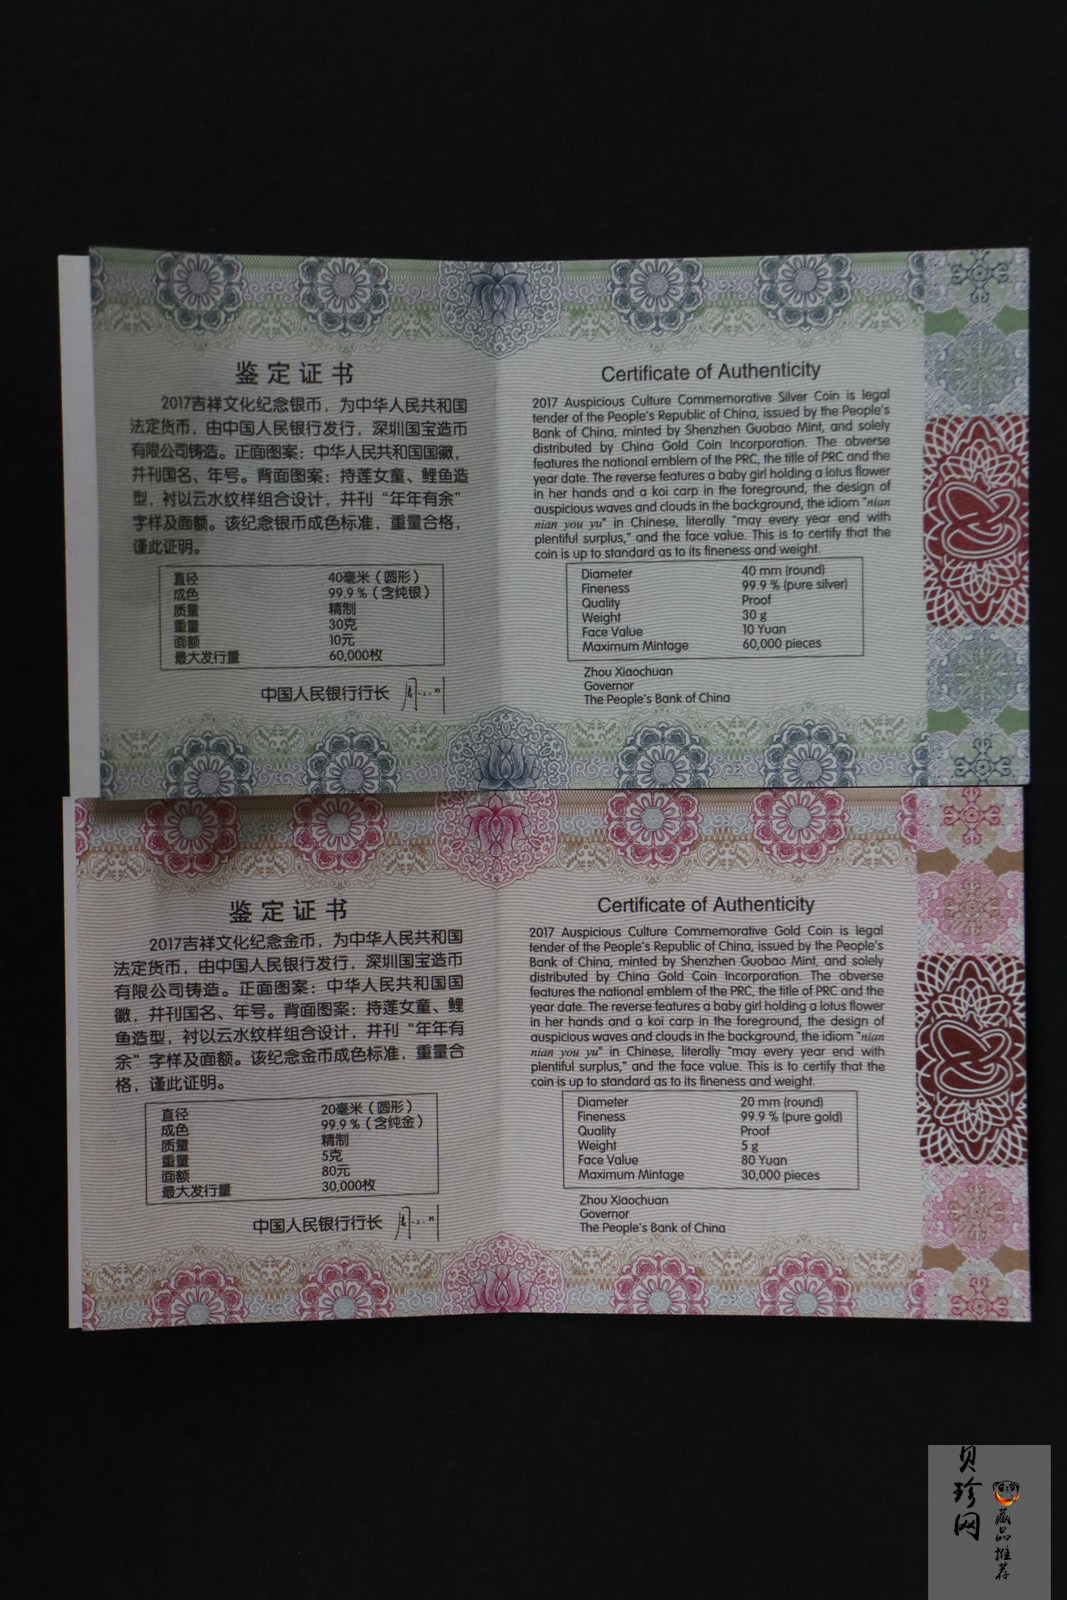 鉴定证书
2017吉祥文化纪念银币，为中华人民共和国
法定货币，由中国人民银行发行，深圳国宝造币
有限公司铸造。正面图案：中华人民共和国国徽，
并刊国名、年号。背面图案：持莲女童、鲤鱼造
型，衬以云水纹样组合设计，并刊“年年有余”
字样及面额。该纪念银币成色标准，重量合格，
谨此证明。
直径 40毫米（圆形）
成色 99.9％（含纯银）
质量 精制
重量 30克
面额 10元
最大发行量 60,000枚
中国人民银行行长
Certificate of Authenticity
2017 Auspicious Culture Commemorative Silver Coin is legal
tender of the People's Republic of China, issued by the People's
Bank of China, minted by Shenzhen Guobao Mint, and solely
distributed by China Gold Coin Incorporation. The obverse
features the national emblem of the PRC, the title of PRC and the
year date. The reverse features a baby girl holding a lotus flower
in her hands and a koi carp in the foreground, the design of
auspicious waves and clouds in the background, the idiom "nian
nian you yu" in Chinese, literally "may every year end with
plentiful surplus," and the face value. This is to certify that the
coin is up to standard as to its fineness and weight.
Diameter 40 mm (round)
Fineness 99.9 % (pure silver)
Quality Proof
Weight 30 g
Face Value 10 Yuan
Maximum Mintage 60,000 pieces
Zhou Xiaochuan
Governor
The People's Bank of China
鉴定证书
2017吉祥文化纪念金币，为中华人民共和国
法定货币，由中国人民银行发行，深圳国宝造币
有限公司铸造。正面图案：中华人民共和国国
徽，并刊国名、年号。背面图案：持莲女童、鲤
鱼造型，衬以云水纹样组合设计，并刊“年年有
余”字样及面额。该纪念金币成色标准，重量合
格，谨此证明。
直径 20毫米（圆形）
成色 99.9％（含纯金）
质量 精制
重量 5克
面额 80元
最大发行量 30,000枚
中国人民银行行长
Certificate of Authenticity
2017 Auspicious Culture Commemorative Gold Coin is legal
tender of the People's Republic of China, issued by the People's
Bank of China, minted by Shenzhen Guobao Mint, and solely
distributed by China Gold Coin Incorporation. The obverse
features the national emblem of the PRC, the title of PRC and the
year date. The reverse features a baby girl holding a lotus flower
in her hands and a koi carp in the foreground, the design of
auspicious waves and clouds in the background, the idiom "nian
nian you yu" in Chinese, literally "may every year end with
plentiful surplus," and the face value. This is to certify that the
coin is up to standard as to its fineness and weight.
Diameter 20 mm (round)
Fineness 99.9 % (pure gold)
Quality Proof
Weight 5 g
Face Value 80 Yuan
Maximum Mintage 30,000 pieces
Zhou Xiaochuan
Governor
The People's Bank of China
贝珍网
藏品推荐